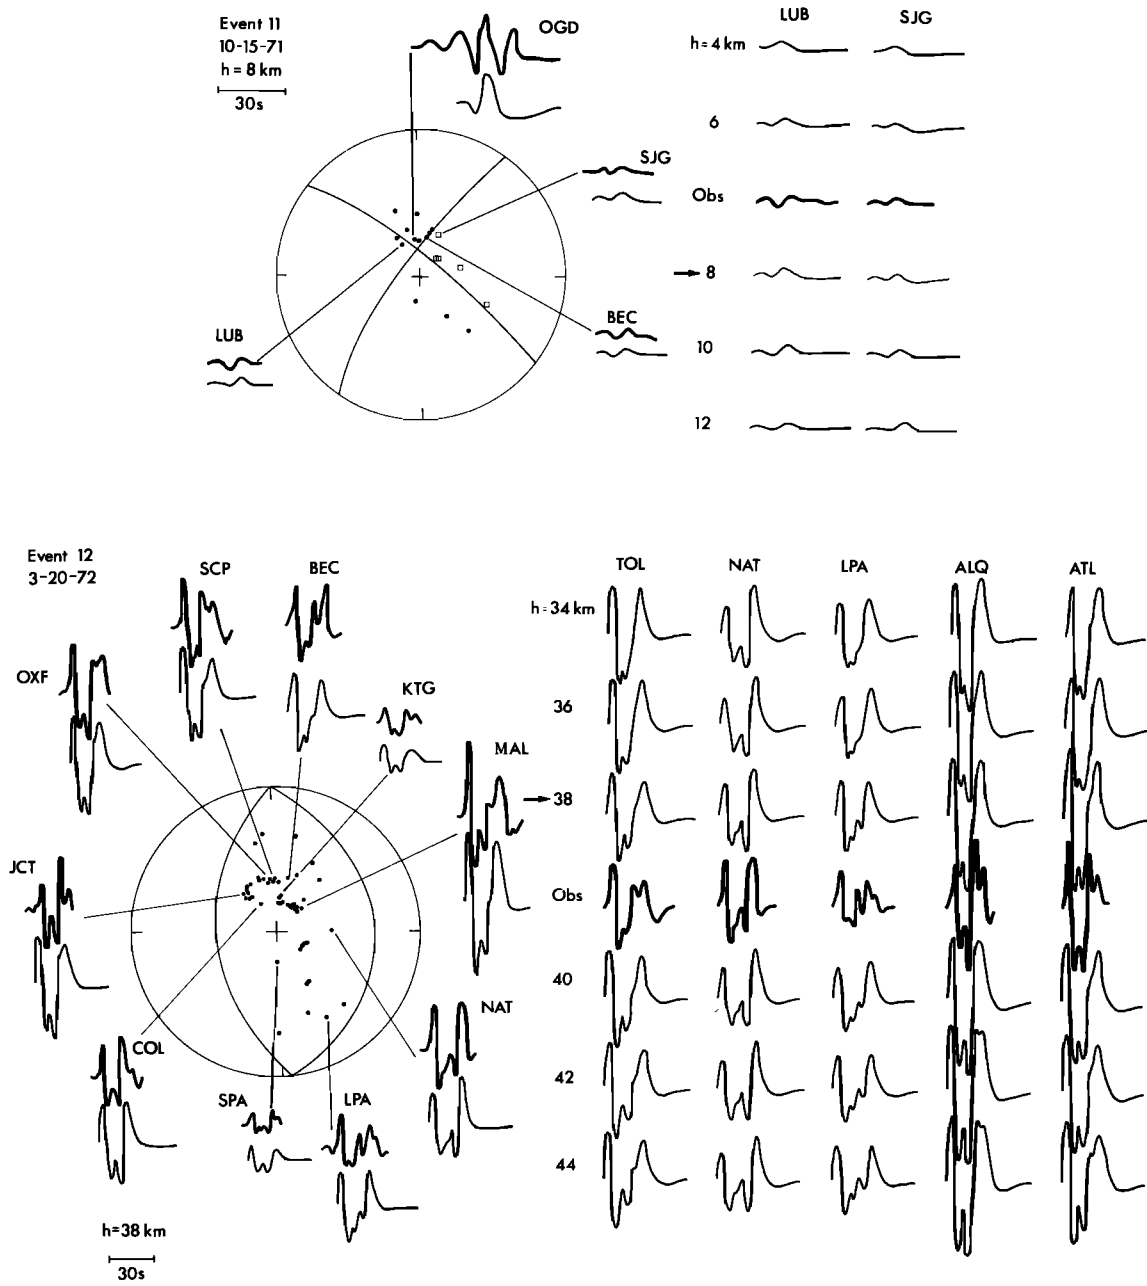 Event 11
10-15-71
h = 8 km
30s
OGD
SJG
BEC
LUB
LUB SJG
h = 4 km
6
Obs
8
10
12
Event 12
3-20-72
SCP
BEC
OXF
KTG
MAL
JCT
COL
NAT
SPA
LPA
h=38 km
30s
TOL NAT LPA ALQ ATL
h = 34 km
36
38
Obs
40
42
44